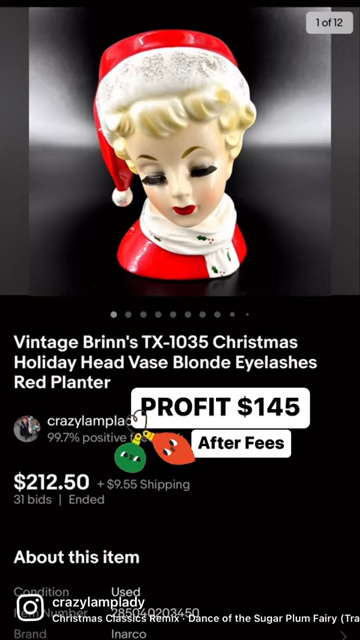 1 of 12
Vintage Brinn's TX-1035 Christmas
Holiday Head Vase Blonde Eyelashes
Red Planter
PROFIT $145
crazylamplad
After Fees
99.7% positive
$212.50 + $9.55 Shipping
31 bids | Ended
About this item
Condition Used
crazylamplady
Item Number 285040203450
Christmas Classics Remix · Dance of the Sugar Plum Fairy (Tra
Brand Inarco